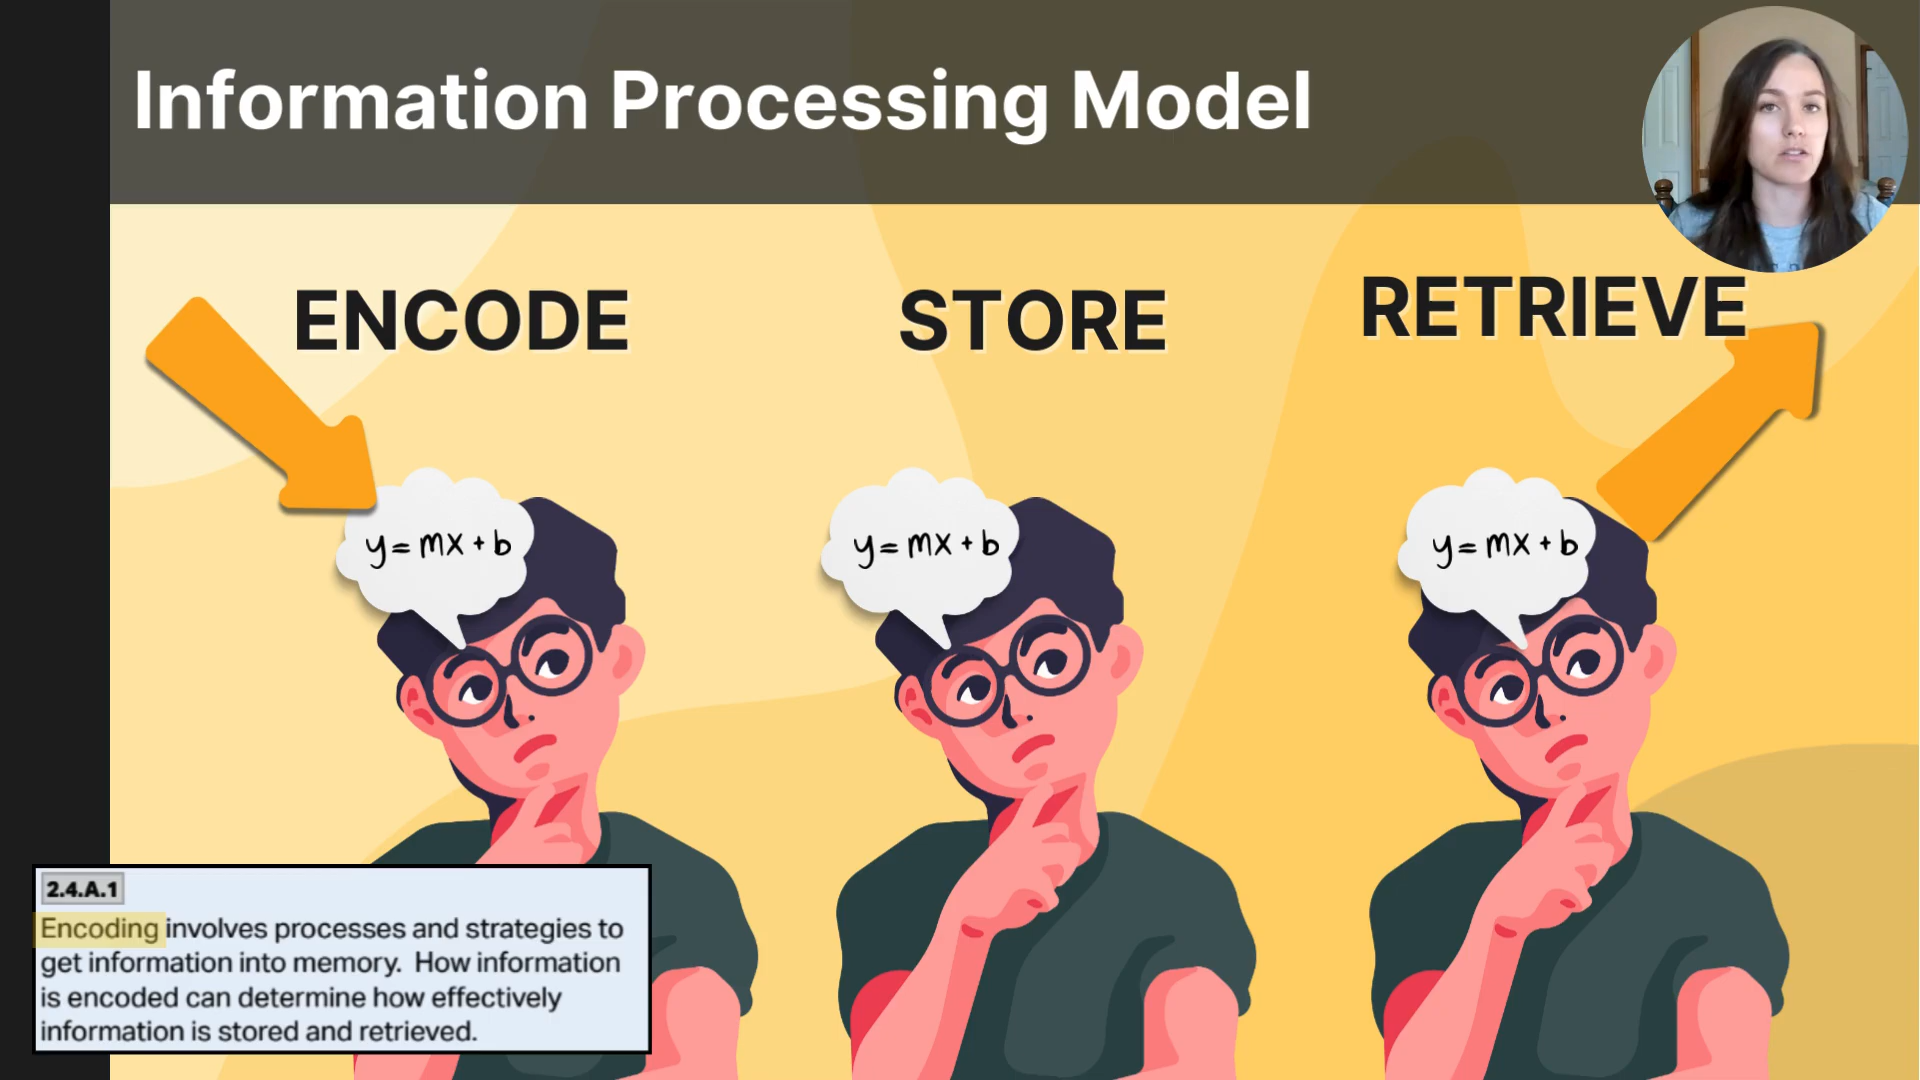 Information Processing Model
ENCODE
STORE
RETRIEVE
y = mx + b
y = mx + b
y = mx + b
2.4.A.1
Encoding involves processes and strategies to
get information into memory. How information
is encoded can determine how effectively
information is stored and retrieved.